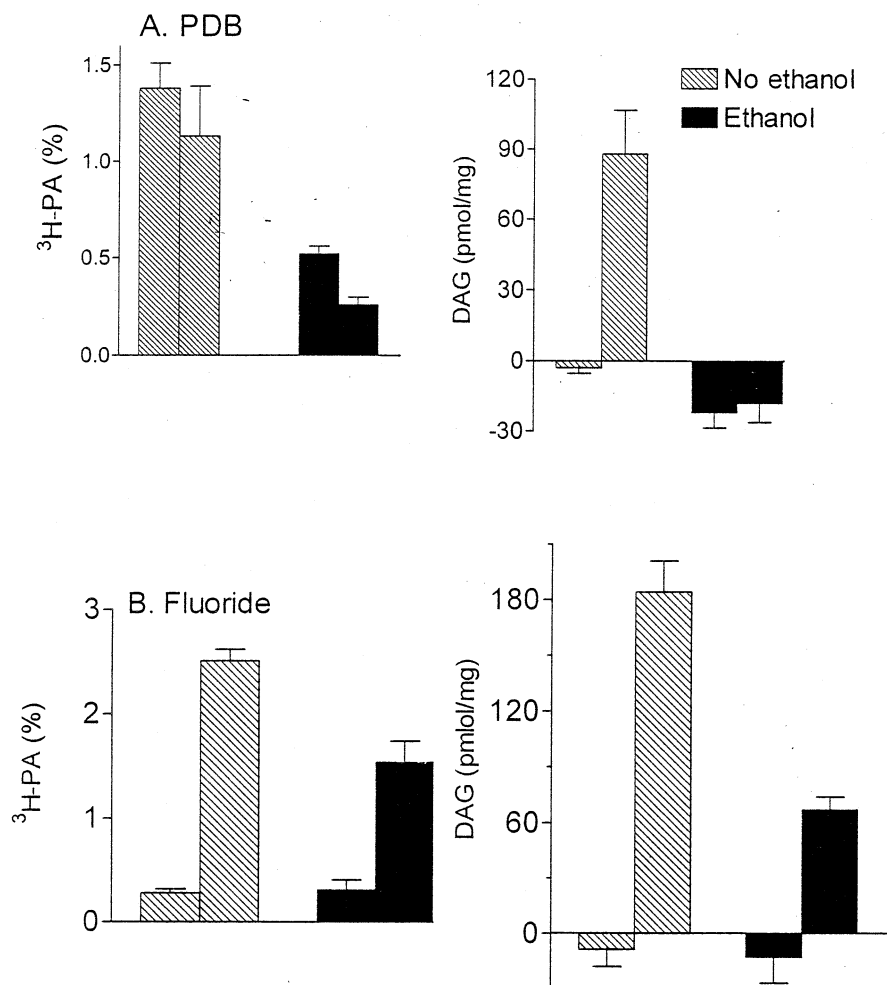 A. PDB
³H-PA (%)
1.5
1.0
0.5
0.0
DAG (pmol/mg)
120
90
60
30
0
-30
No ethanol
Ethanol
B. Fluoride
³H-PA (%)
3
2
1
0
DAG (pmlol/mg)
180
120
60
0